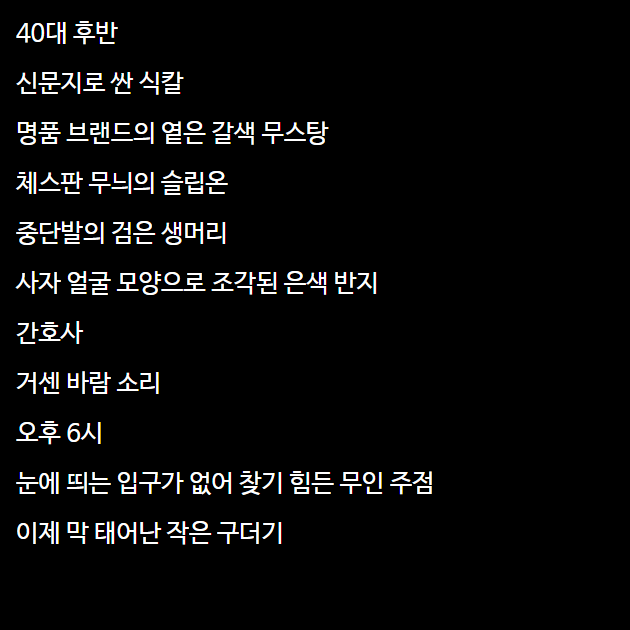 40대 후반
신문지로 싼 식칼
명품 브랜드의 옅은 갈색 무스탕
체스판 무늬의 슬립온
중단발의 검은 생머리
사자 얼굴 모양으로 조각된 은색 반지
간호사
거센 바람 소리
오후 6시
눈에 띄는 입구가 없어 찾기 힘든 무인 주점
이제 막 태어난 작은 구더기